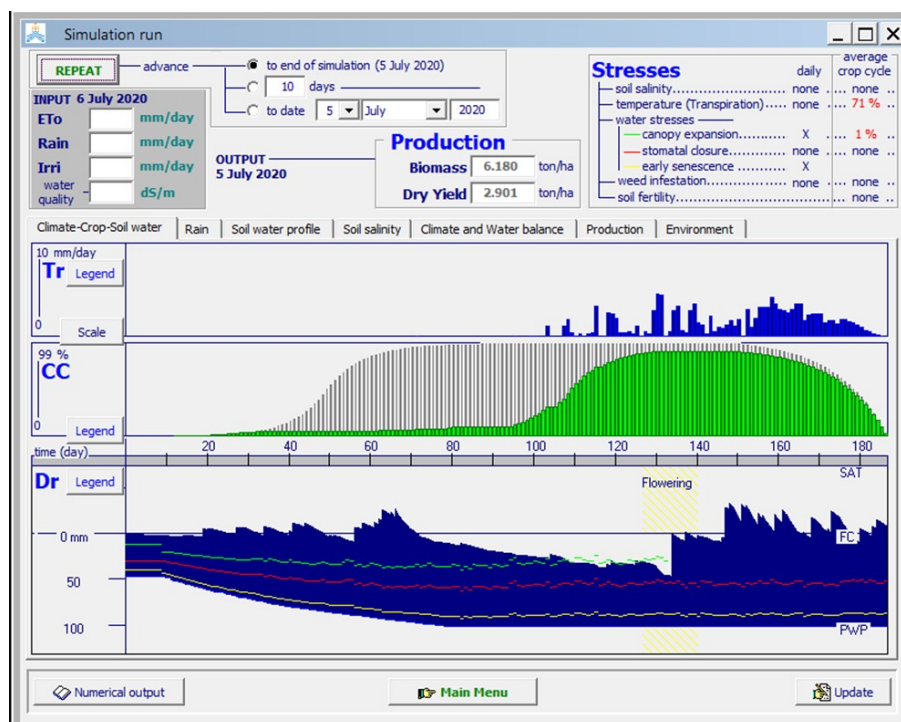 Simulation run
REPEAT advance to end of simulation (5 July 2020)
10 days
to date 5 July 2020
INPUT 6 July 2020
ETo mm/day
Rain mm/day
Irri mm/day
water quality dS/m
OUTPUT
5 July 2020
Production
Biomass 6.180 ton/ha
Dry Yield 2.901 ton/ha
Stresses daily average crop cycle
soil salinity................ none .... none ..
temperature (Transpiration).... none .... 71 % ..
water stresses
canopy expansion........... X .... 1 % ..
stomatal closure............ none .... none ..
early senescence ........... X
weed infestation............... none .... none ..
soil fertility................................ none ..
Climate-Crop-Soil water Rain Soil water profile Soil salinity Climate and Water balance Production Environment
10 mm/day
Tr Legend
0
Scale
99 %
CC
0
Legend
time (day) 20 40 60 80 100 120 140 160 180
Dr Legend
Flowering
SAT
0 mm
FC
50
100
PWP
Numerical output Main Menu Update